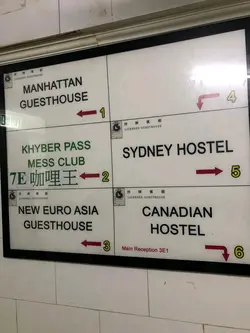 MANHATTAN
GUESTHOUSE
1
4
KHYBER PASS
MESS CLUB
7E 咖哩王
2
SYDNEY HOSTEL
5
NEW EURO ASIA
GUESTHOUSE
3
CANADIAN
HOSTEL
Main Reception 3E1
6